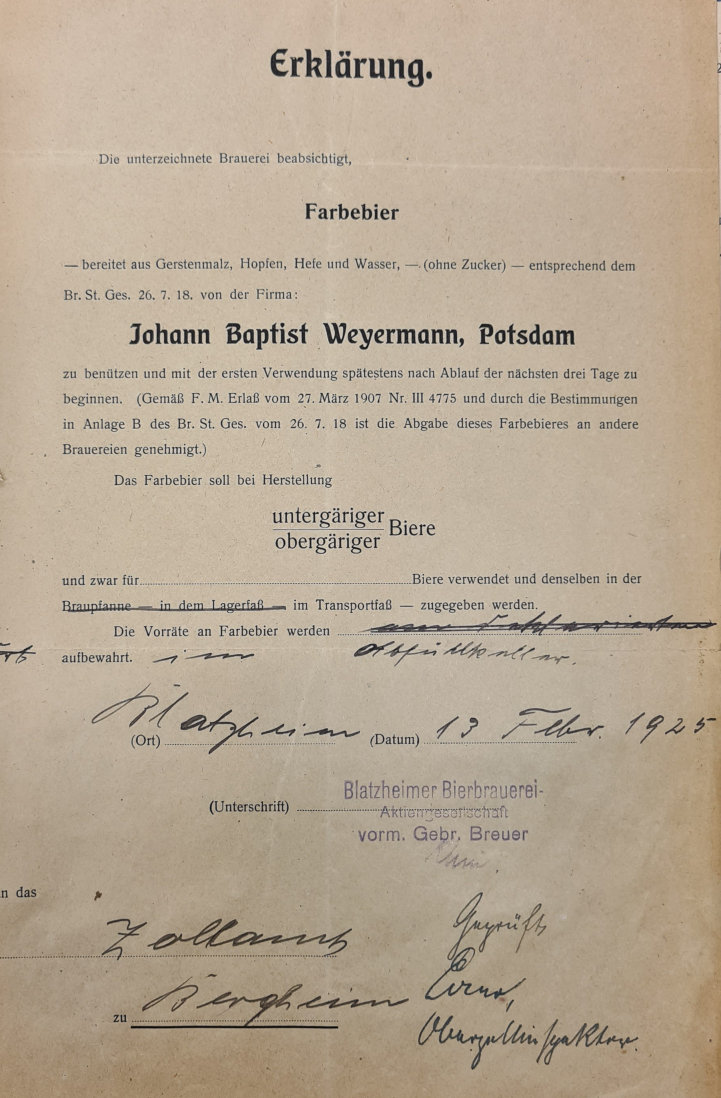 Erklärung.
Die unterzeichnete Brauerei beabsichtigt,
Farbebier
— bereitet aus Gerstenmalz, Hopfen, Hefe und Wasser, — (ohne Zucker) — entsprechend dem
Br. St. Ges. 26. 7. 18. von der Firma:
Johann Baptist Weyermann, Potsdam
zu benützen und mit der ersten Verwendung spätestens nach Ablauf der nächsten drei Tage zu
beginnen. (Gemäß F. M. Erlaß vom 27. März 1907 Nr. III 4775 und durch die Bestimmungen
in Anlage B des Br. St. Ges. vom 26. 7. 18 ist die Abgabe dieses Farbebieres an andere
Brauereien genehmigt.)
Das Farbebier soll bei Herstellung
untergäriger
obergäriger Biere
und zwar für Biere verwendet und denselben in der
Braupfanne — in dem Lagerfaß — im Transportfaß — zugegeben werden.
Die Vorräte an Farbebier werden
aufbewahrt. im Abfüllkeller.
Blatzheim 13 Febr. 1925
(Ort) (Datum)
(Unterschrift)
Blatzheimer Bierbrauerei-
Aktiengesellschaft
vorm. Gebr. Breuer
n das
Zollamt
Geprüft
zu Bergheim
Oberzollinspektor.